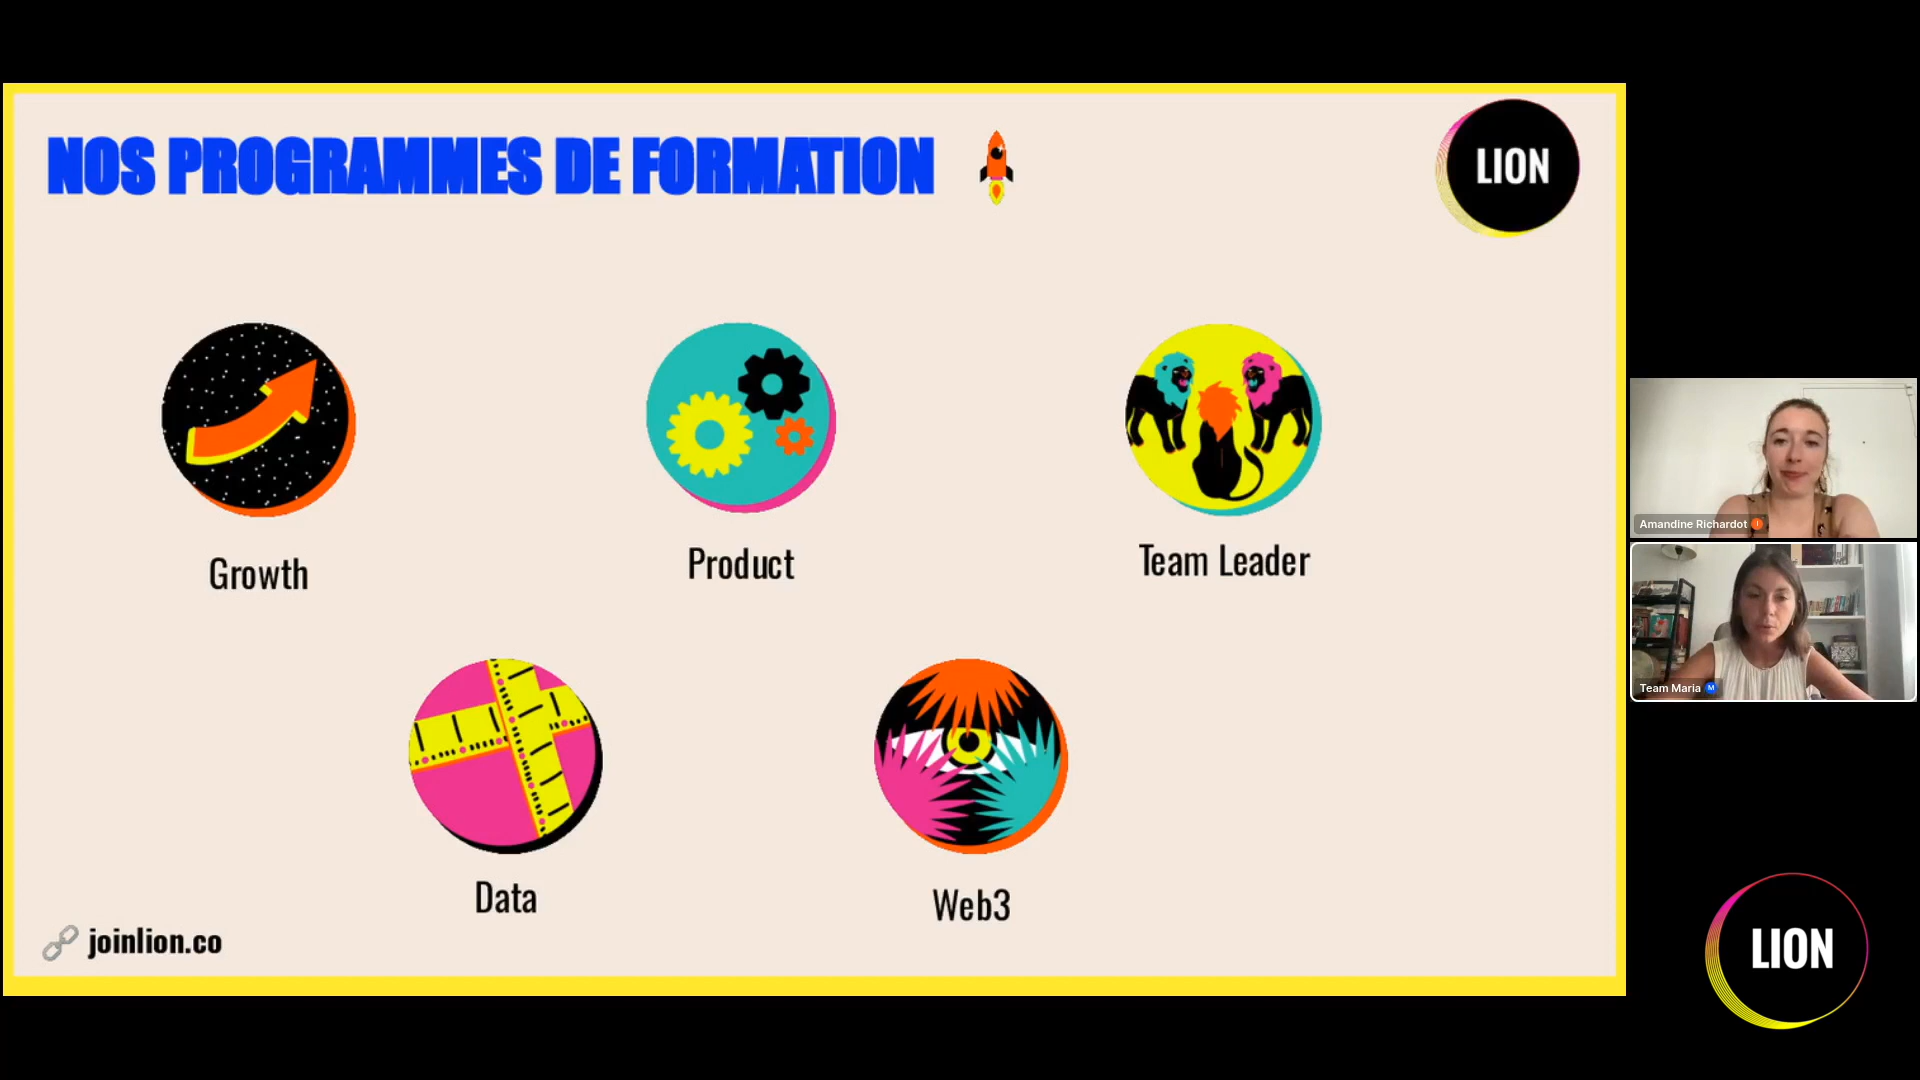 NOS PROGRAMMES DE FORMATION
LION
Growth
Product
Team Leader
Data
Web3
joinlion.co
Amandine Richardot
Team Maria M
LION